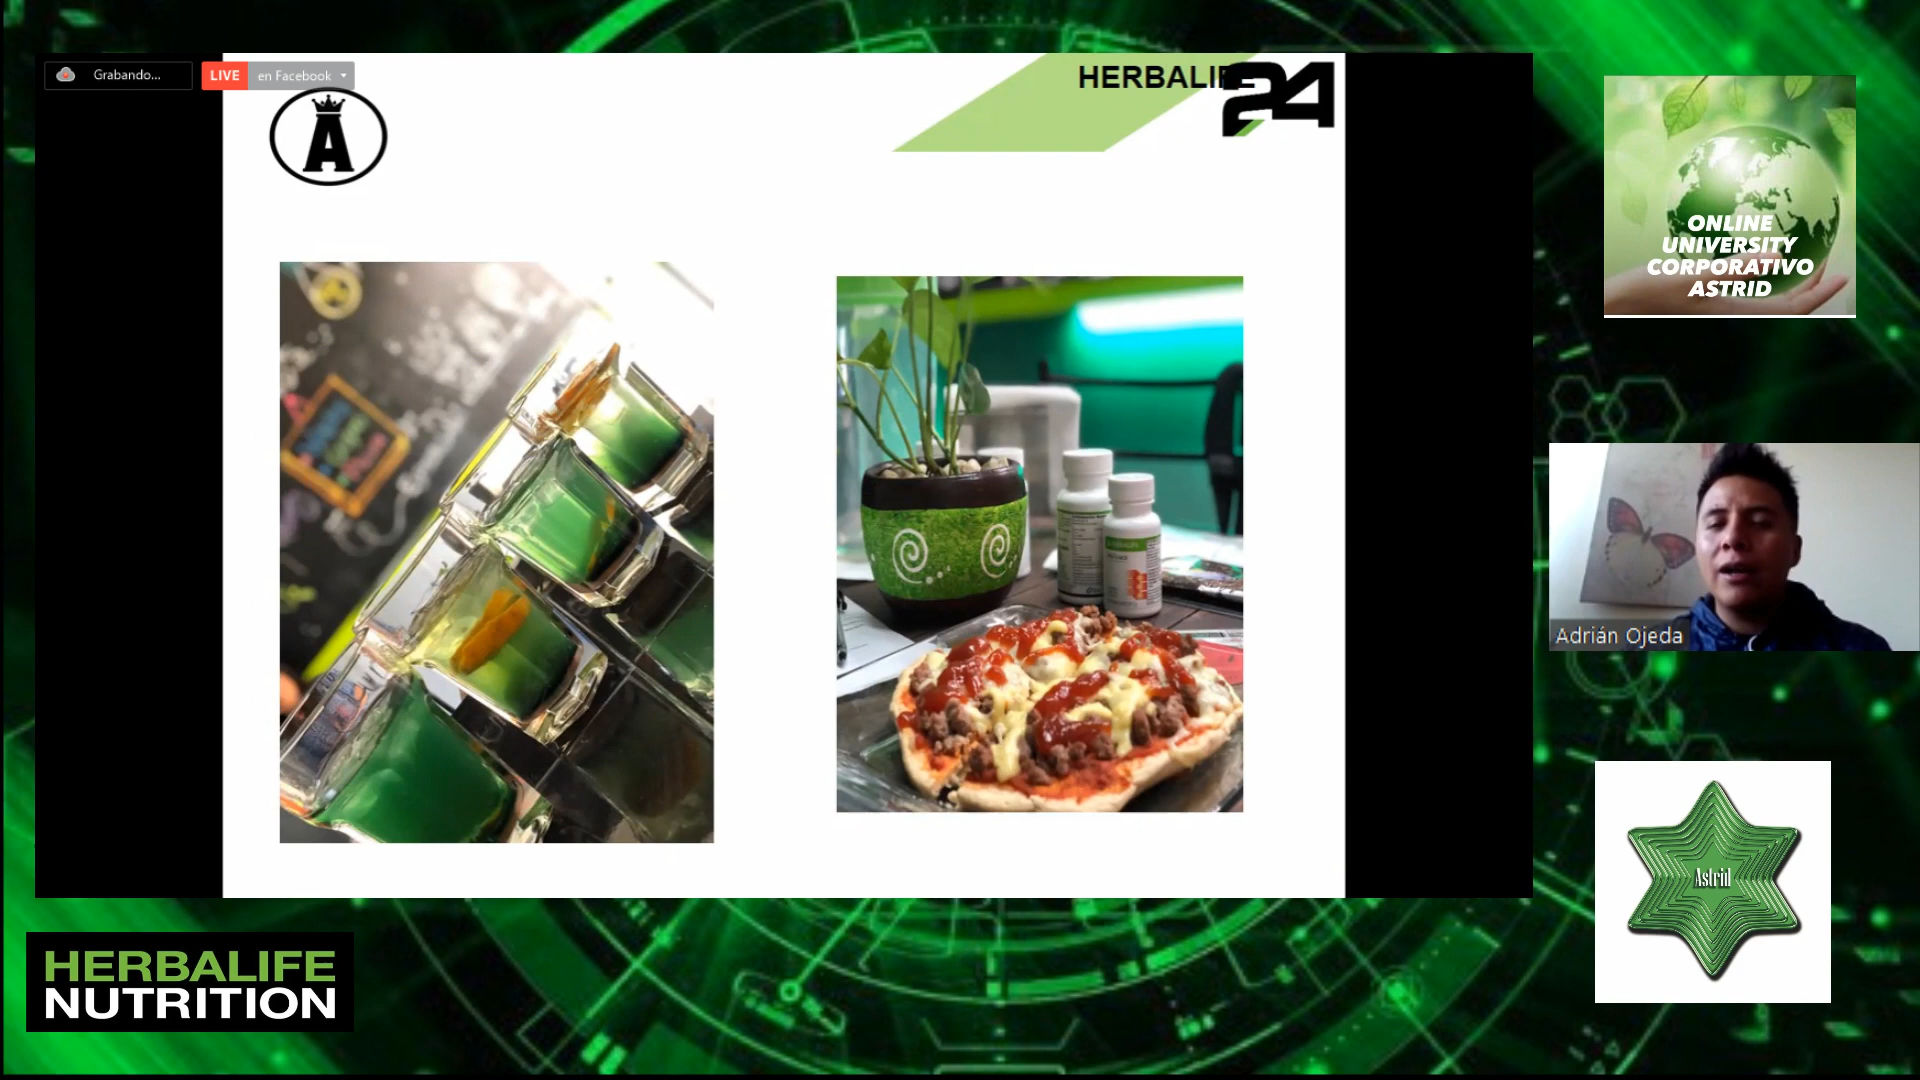 Grabando...
LIVE en Facebook
A
HERBALIFE
24
ONLINE
UNIVERSITY
CORPORATIVO
ASTRID
Adrián Ojeda
Astrid
HERBALIFE
NUTRITION